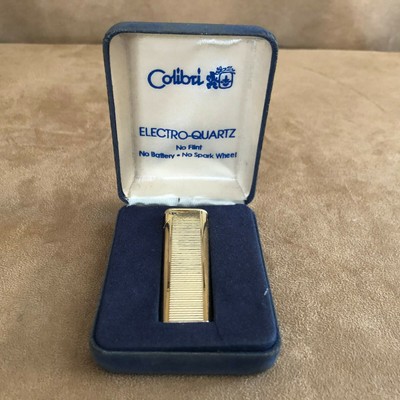 Colibri
ELECTRO-QUARTZ
No Flint
No Battery • No Spark Wheel